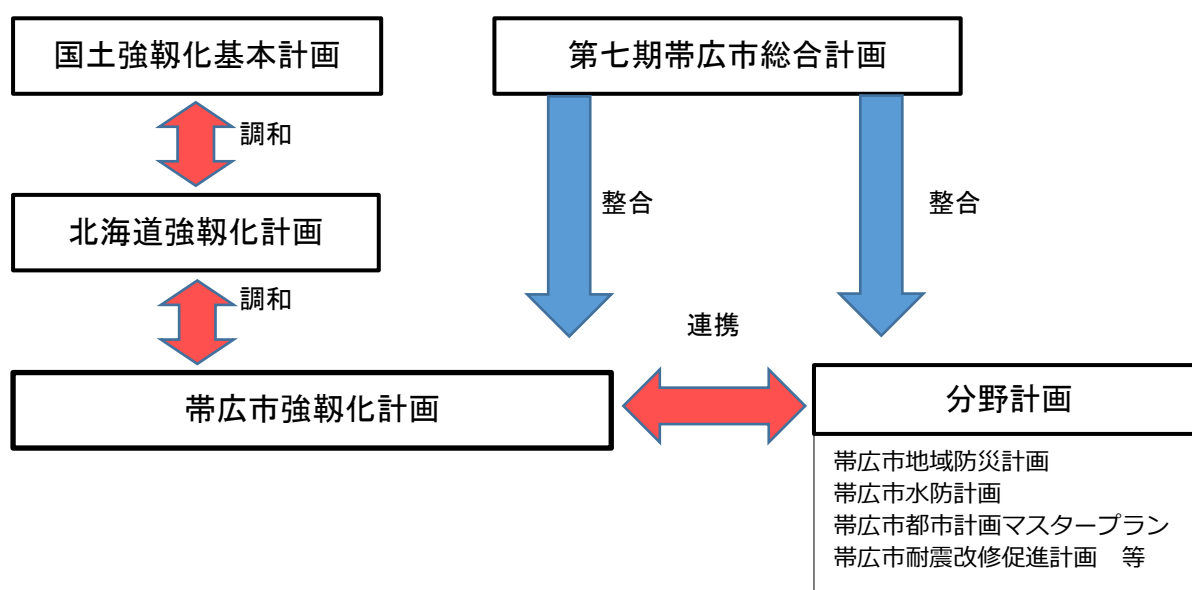 国土強靱化基本計画
第七期帯広市総合計画
調和
整合
整合
北海道強靱化計画
調和
連携
帯広市強靱化計画
分野計画
帯広市地域防災計画
帯広市水防計画
帯広市都市計画マスタープラン
帯広市耐震改修促進計画　等